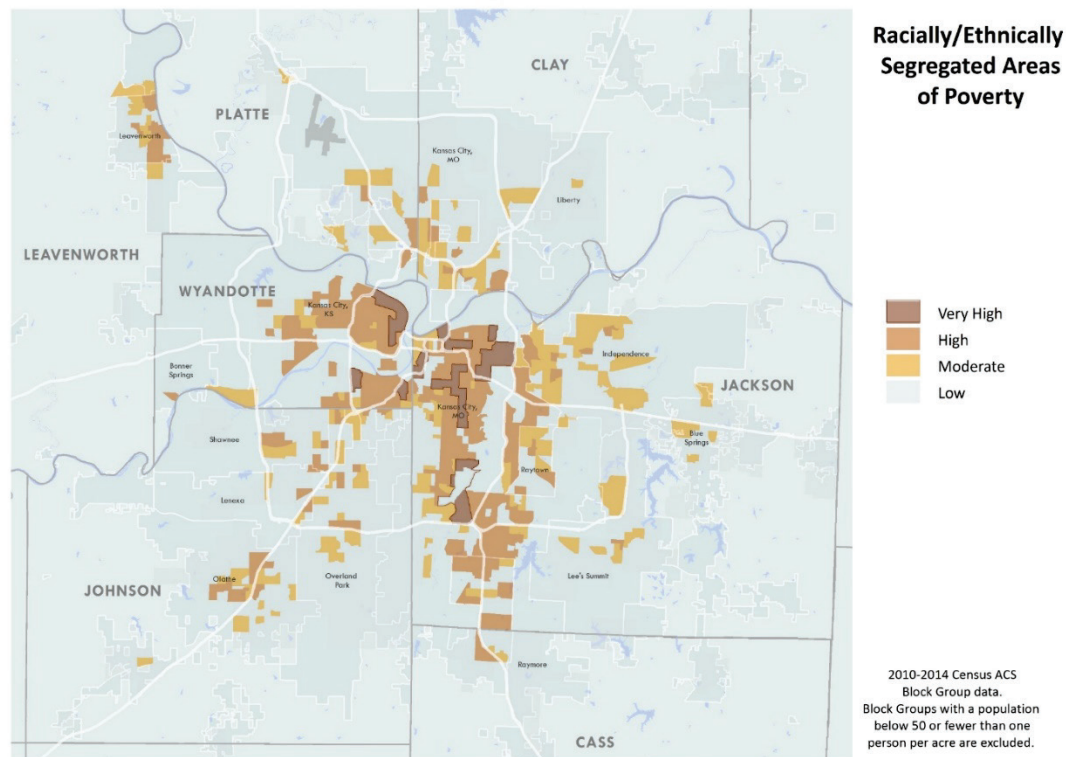 Racially/Ethnically
Segregated Areas
of Poverty
CLAY
PLATTE
Leavenworth
Kansas City,
MO
Liberty
LEAVENWORTH
WYANDOTTE
Kansas City,
KS
Independence
Bonner
Springs
JACKSON
Kansas City,
MO
Blue
Springs
Shawnee
Raytown
Lenexa
Olathe
Overland
Park
Lee's Summit
JOHNSON
Raymore
CASS
Very High
High
Moderate
Low
2010-2014 Census ACS
Block Group data.
Block Groups with a population
below 50 or fewer than one
person per acre are excluded.